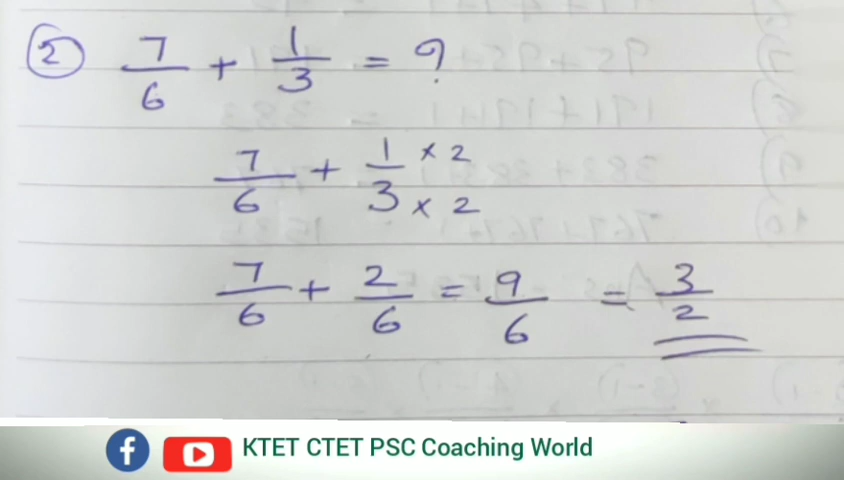 ② 7/6 + 1/3 = ?
7/6 + 1 × 2/3 × 2
7/6 + 2/6 = 9/6 = 3/2
KTET CTET PSC Coaching World